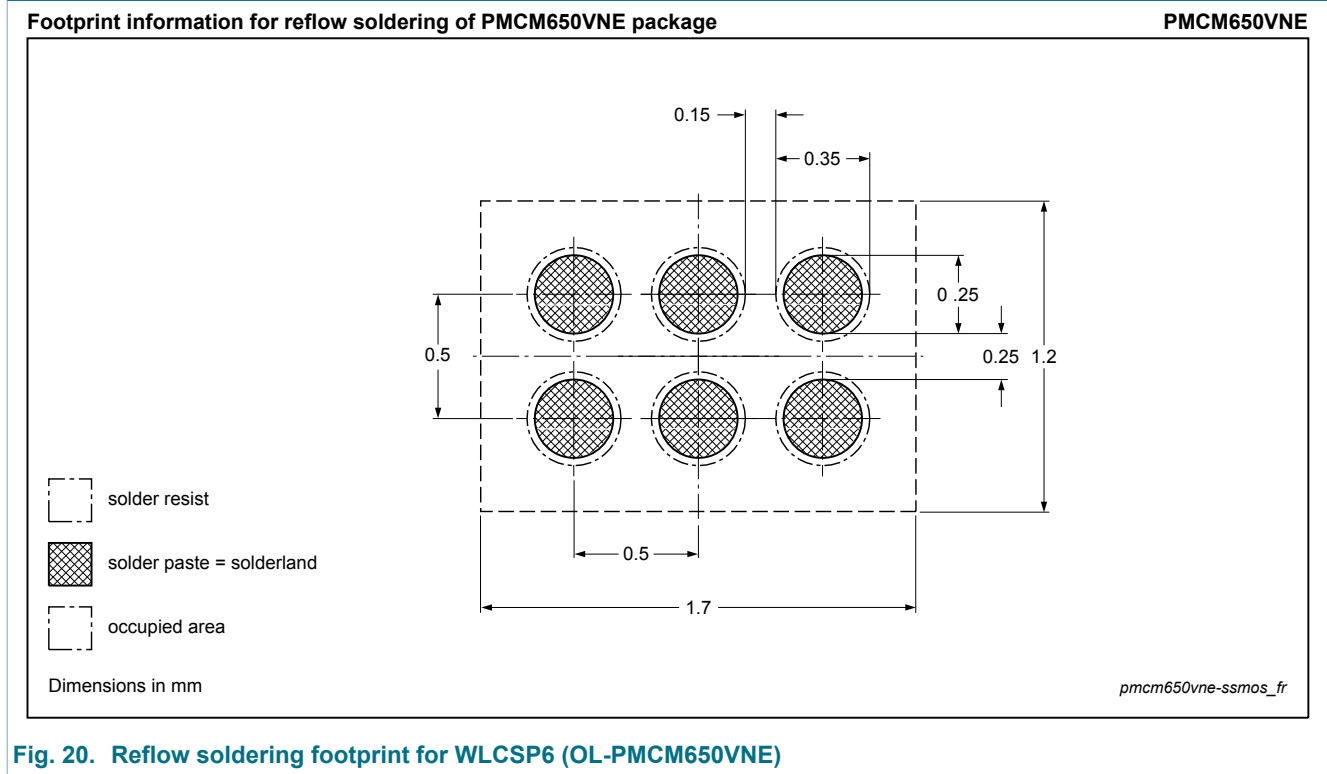 Footprint information for reflow soldering of PMCM650VNE package PMCM650VNE
0.15
0.35
0 .25
0.5
0.25 1.2
solder resist
0.5
solder paste = solderland
1.7
occupied area
Dimensions in mm
pmcm650vne-ssmos_fr
Fig. 20. Reflow soldering footprint for WLCSP6 (OL-PMCM650VNE)